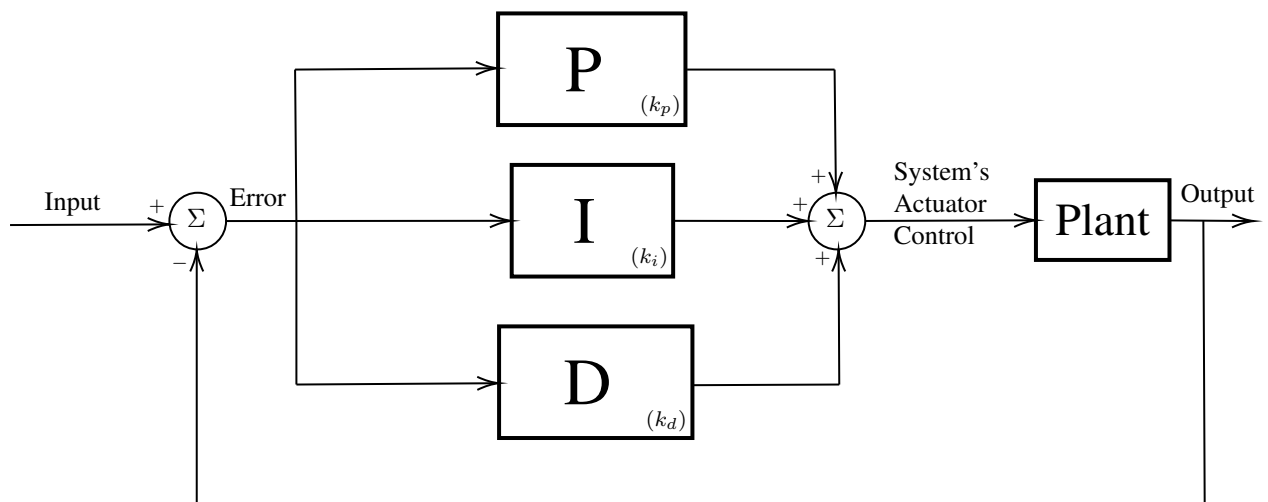 P
(k_p)
Input
+
Σ
−
Error
I
(k_i)
+
+
+
Σ
System's
Actuator
Control
Plant
Output
D
(k_d)